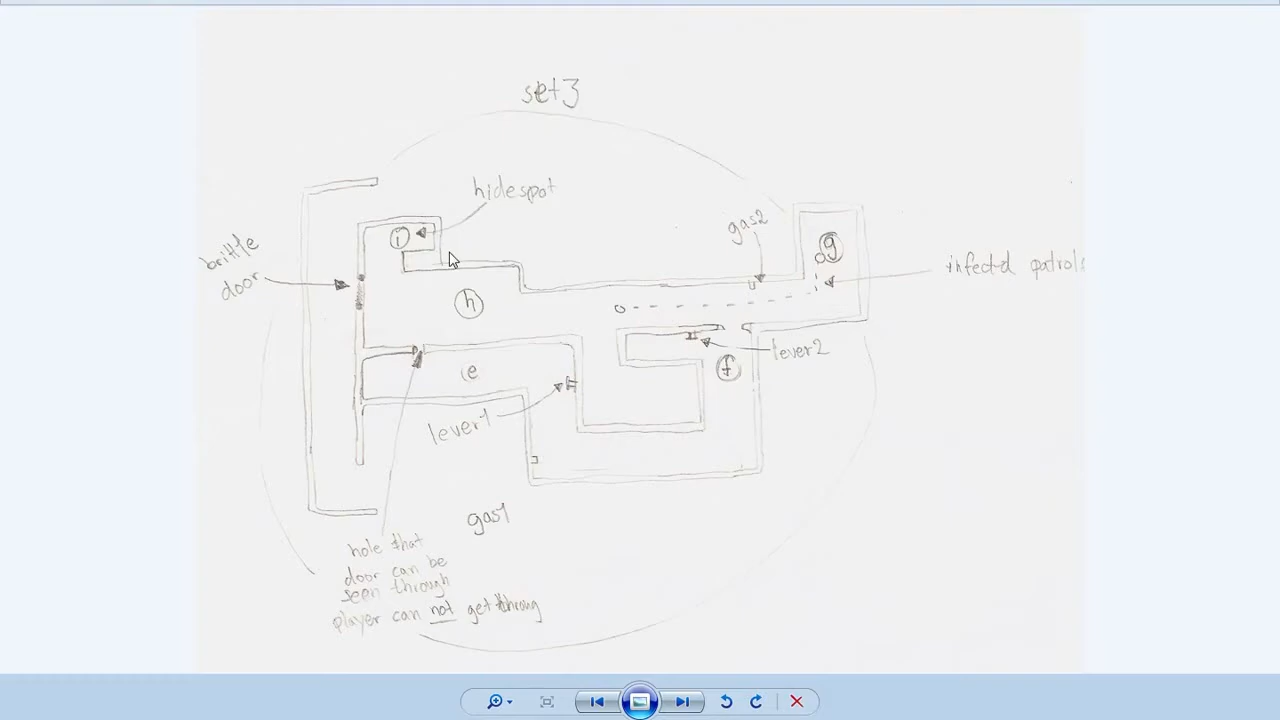 set3
hidespot
gas2
i
g
brittle
door
infected patrols
h
lever2
f
e
lever1
gas1
hole that
door can be
seen through
player can not get throug